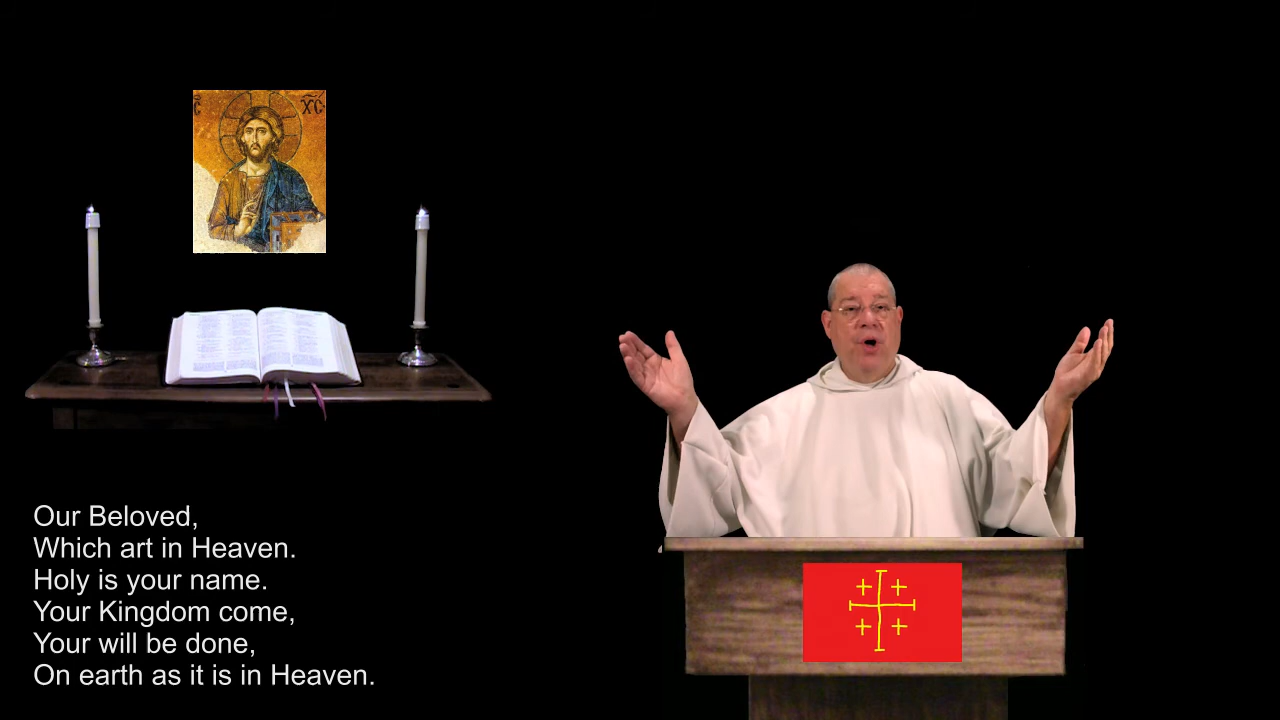 XC
Our Beloved,
Which art in Heaven.
Holy is your name.
Your Kingdom come,
Your will be done,
On earth as it is in Heaven.